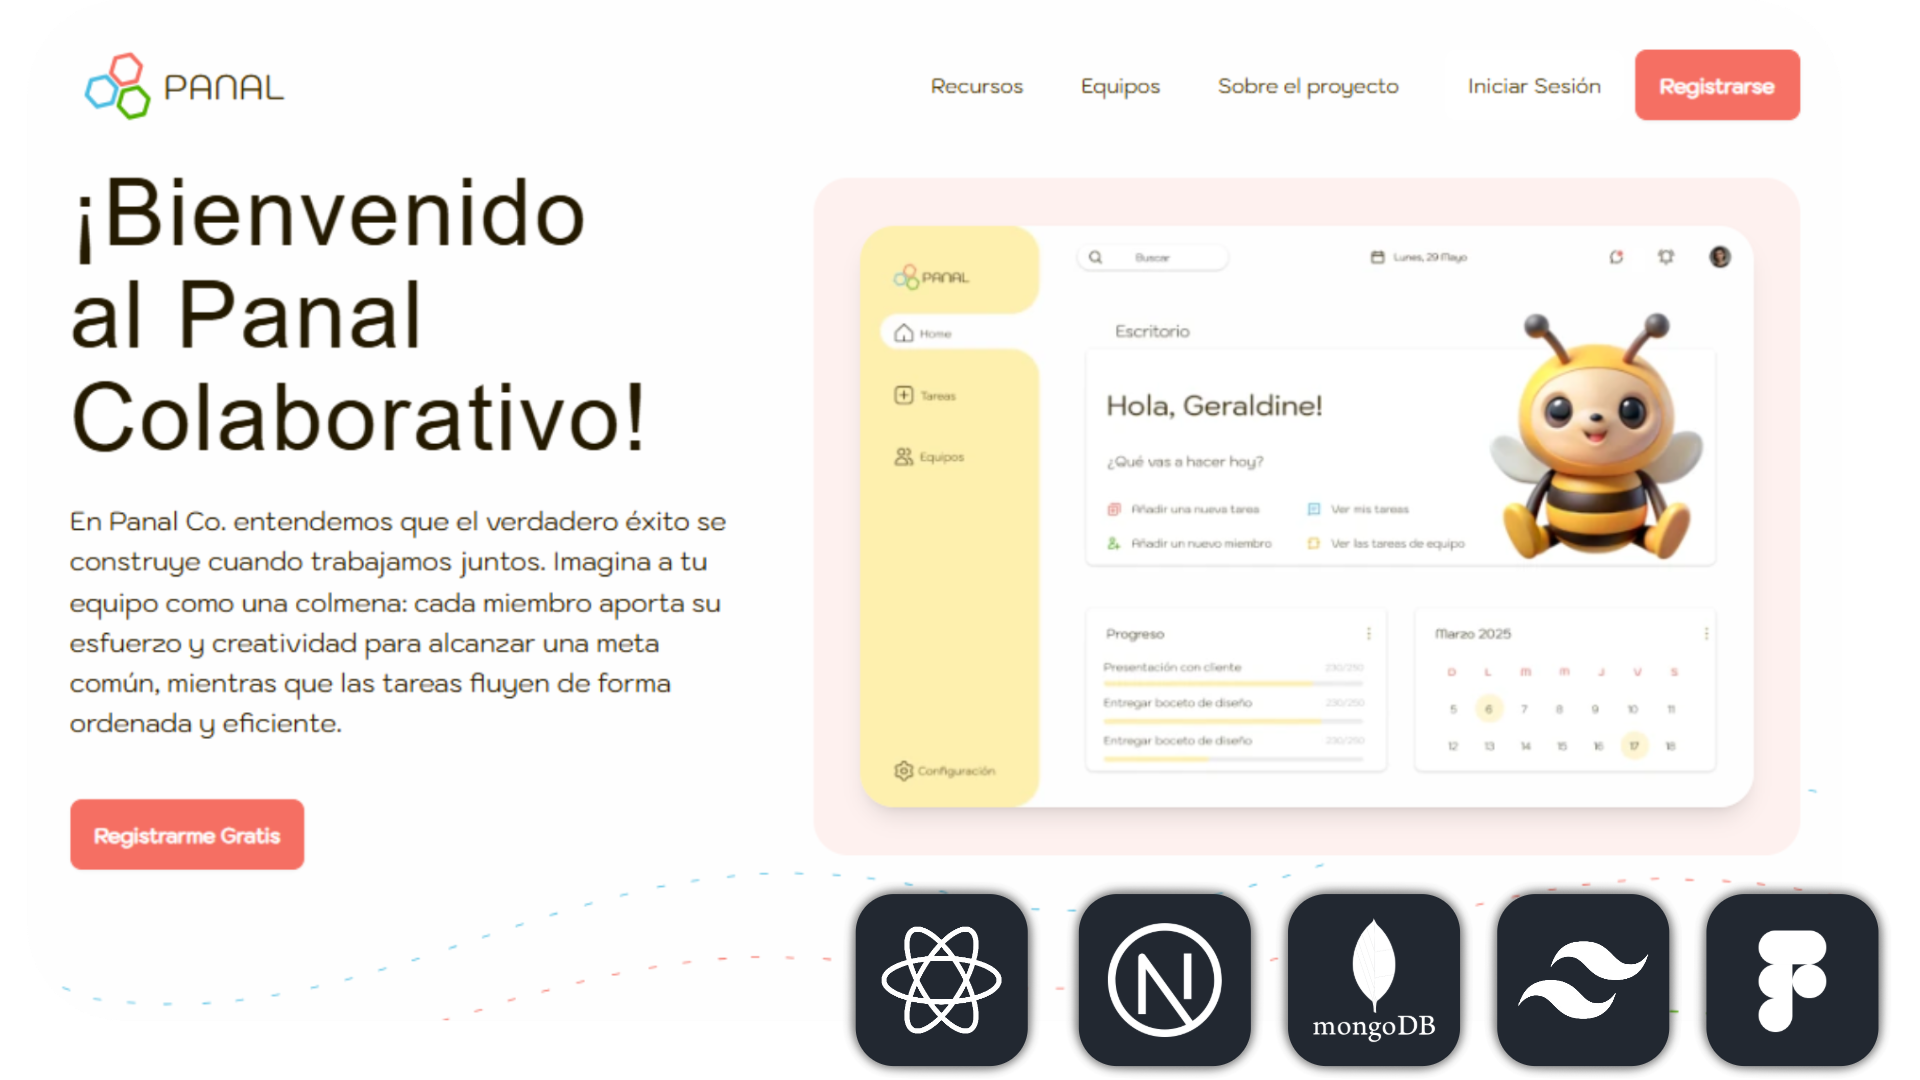 PANAL
Recursos
Equipos
Sobre el proyecto
Iniciar Sesión
Registrarse
¡Bienvenido
al Panal
Colaborativo!
En Panal Co. entendemos que el verdadero éxito se
construye cuando trabajamos juntos. Imagina a tu
equipo como una colmena: cada miembro aporta su
esfuerzo y creatividad para alcanzar una meta
común, mientras que las tareas fluyen de forma
ordenada y eficiente.
Registrarme Gratis
PANAL
Home
Tareas
Equipos
Configuración
Buscar
Lunes, 29 Mayo
Escritorio
Hola, Geraldine!
¿Qué vas a hacer hoy?
Añadir una nueva tarea
Ver mis tareas
Añadir un nuevo miembro
Ver las tareas de equipo
Progreso
Presentación con cliente 230/250
Entregar boceto de diseño 230/250
Entregar boceto de diseño 230/250
Marzo 2025
D L M M J V S
5 6 7 8 9 10 11
12 13 14 15 16 17 18
mongoDB